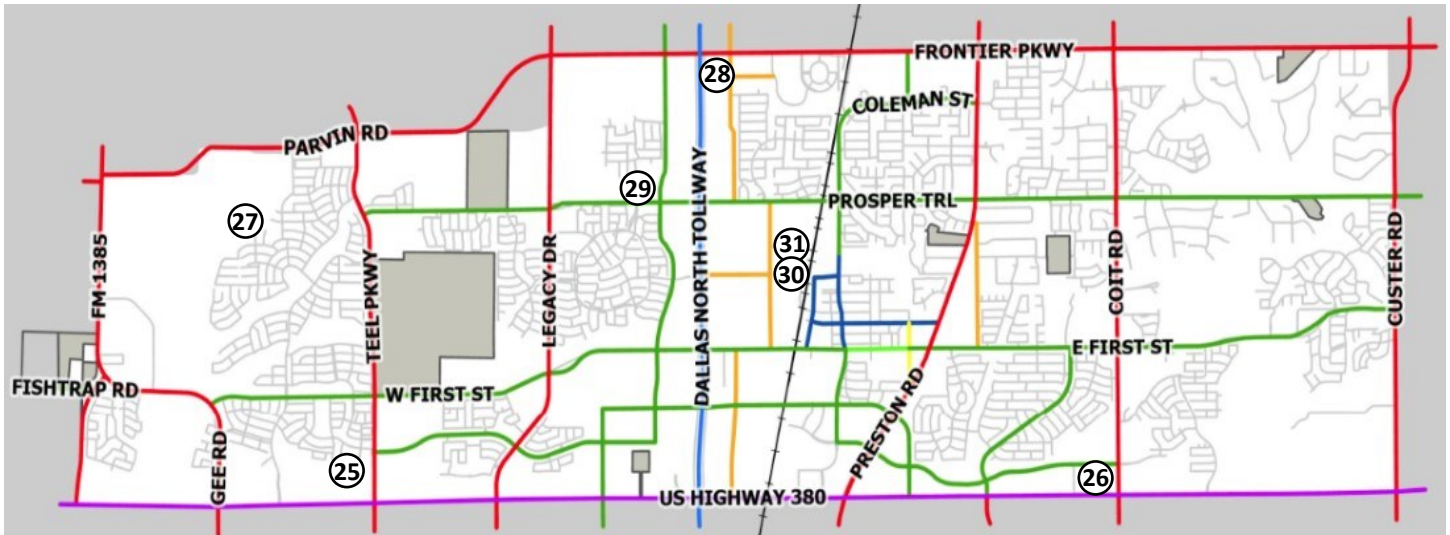 FRONTIER PKWY
28
COLEMAN ST
PARVIN RD
29
PROSPER TRL
27
DALLAS NORTH TOLLWAY
31
30
FM 1385
TEEL PKWY
LEGACY DR
COIT RD
CUSTER RD
E FIRST ST
FISHTRAP RD
W FIRST ST
PRESTON RD
GEE RD
25
26
US HIGHWAY 380